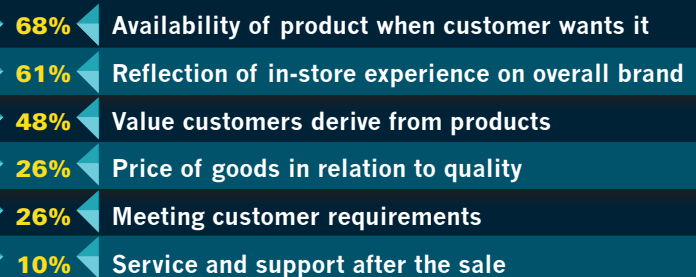 68% Availability of product when customer wants it
61% Reflection of in-store experience on overall brand
48% Value customers derive from products
26% Price of goods in relation to quality
26% Meeting customer requirements
10% Service and support after the sale